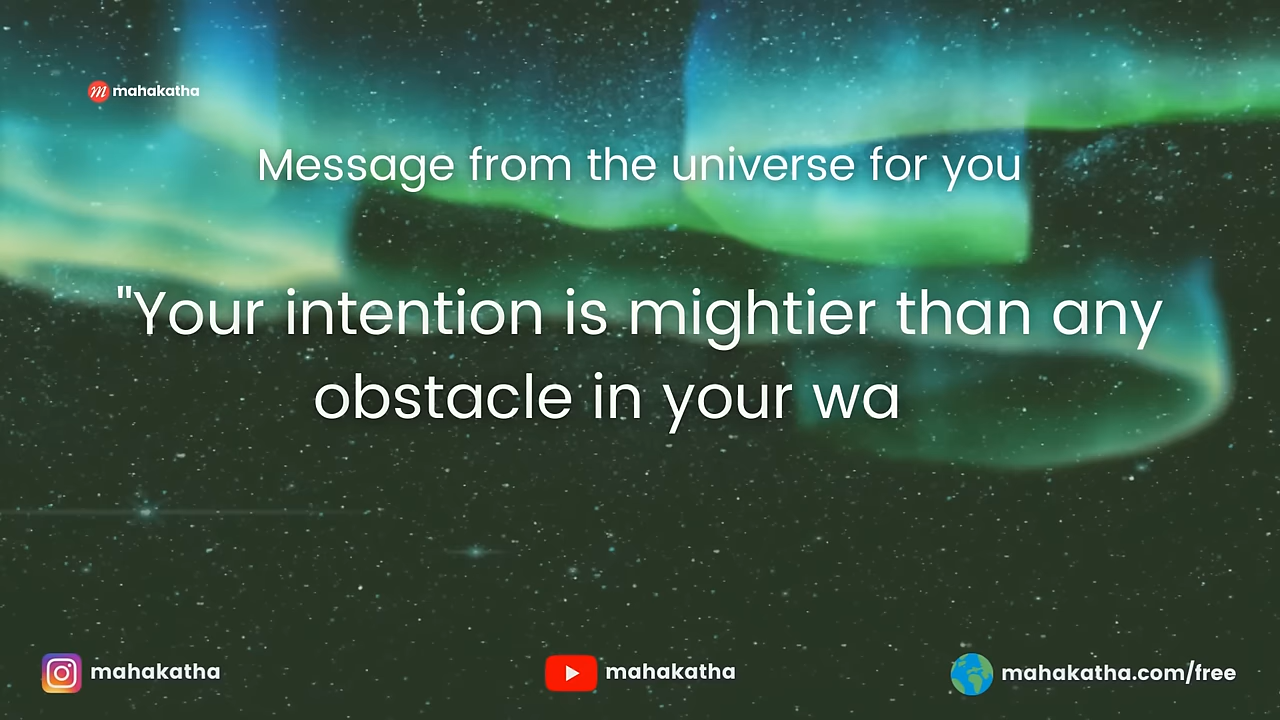 mahakatha
Message from the universe for you
"Your intention is mightier than any
obstacle in your wa
mahakatha
mahakatha
mahakatha.com/free